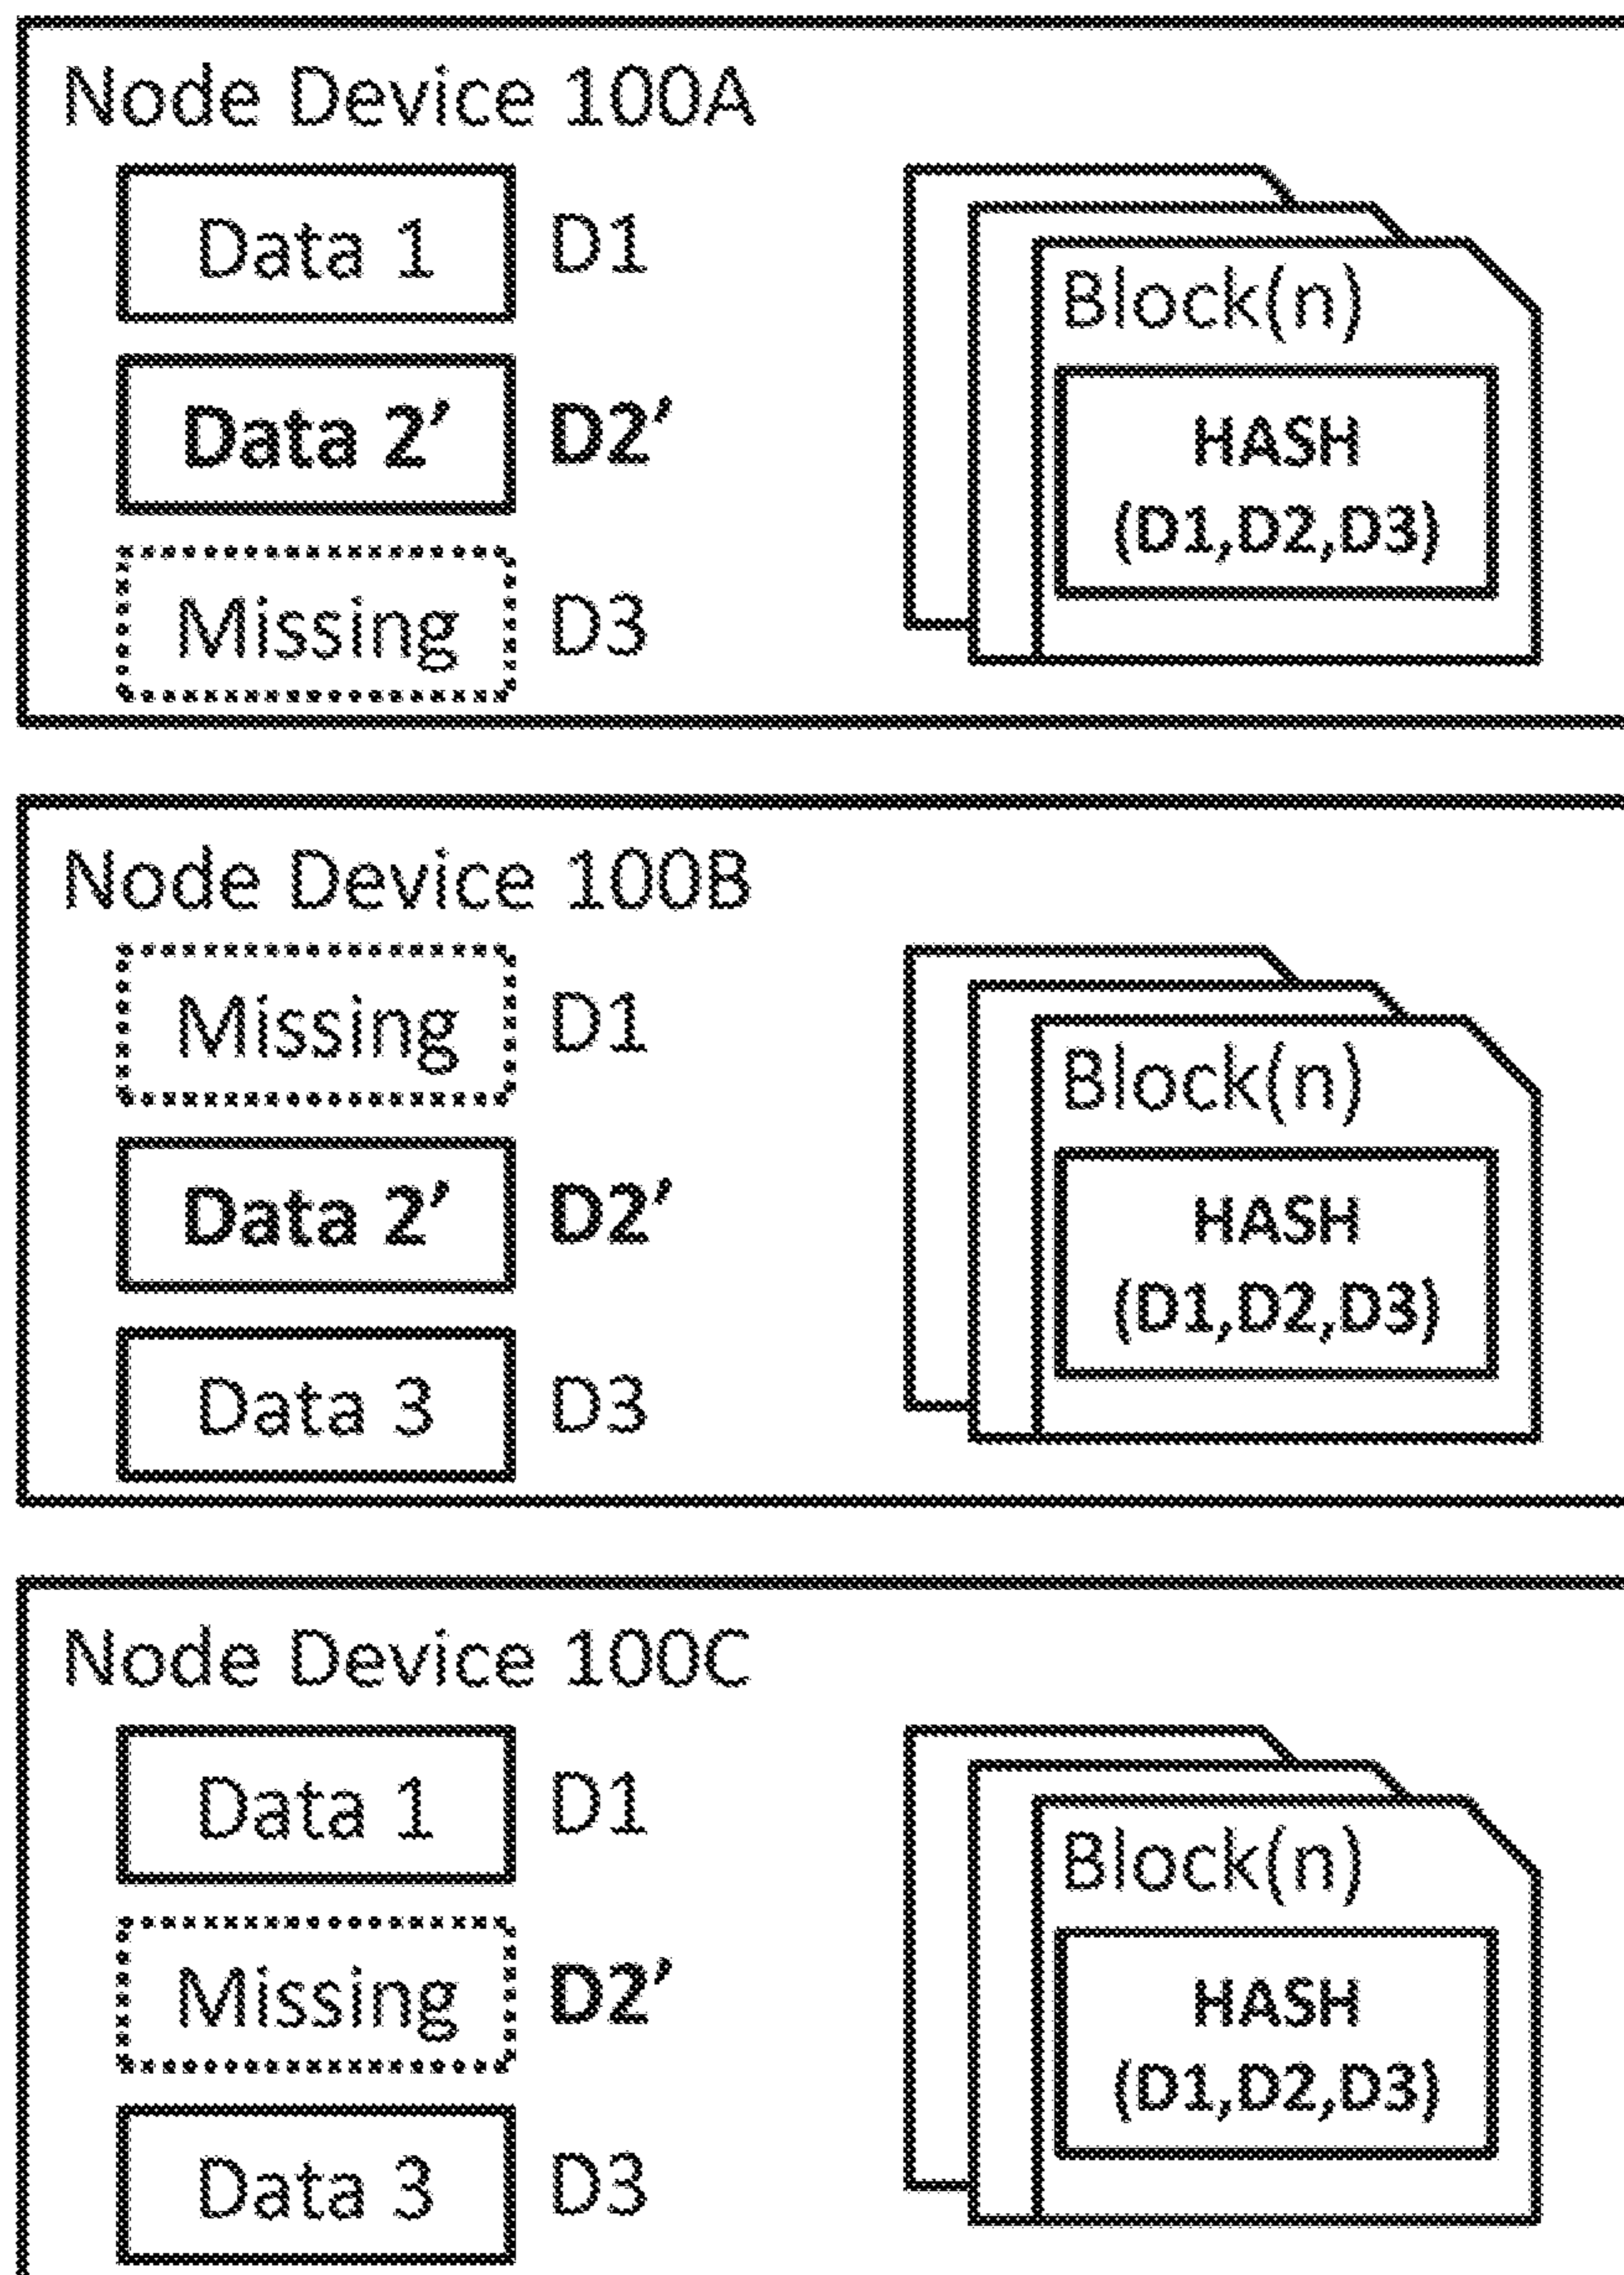 Node Device 100A
Data 1 D1
Data 2’ D2’
Missing D3
Block(n)
HASH
(D1,D2,D3)
Node Device 100B
Missing D1
Data 2’ D2’
Data 3 D3
Block(n)
HASH
(D1,D2,D3)
Node Device 100C
Data 1 D1
Missing D2’
Data 3 D3
Block(n)
HASH
(D1,D2,D3)